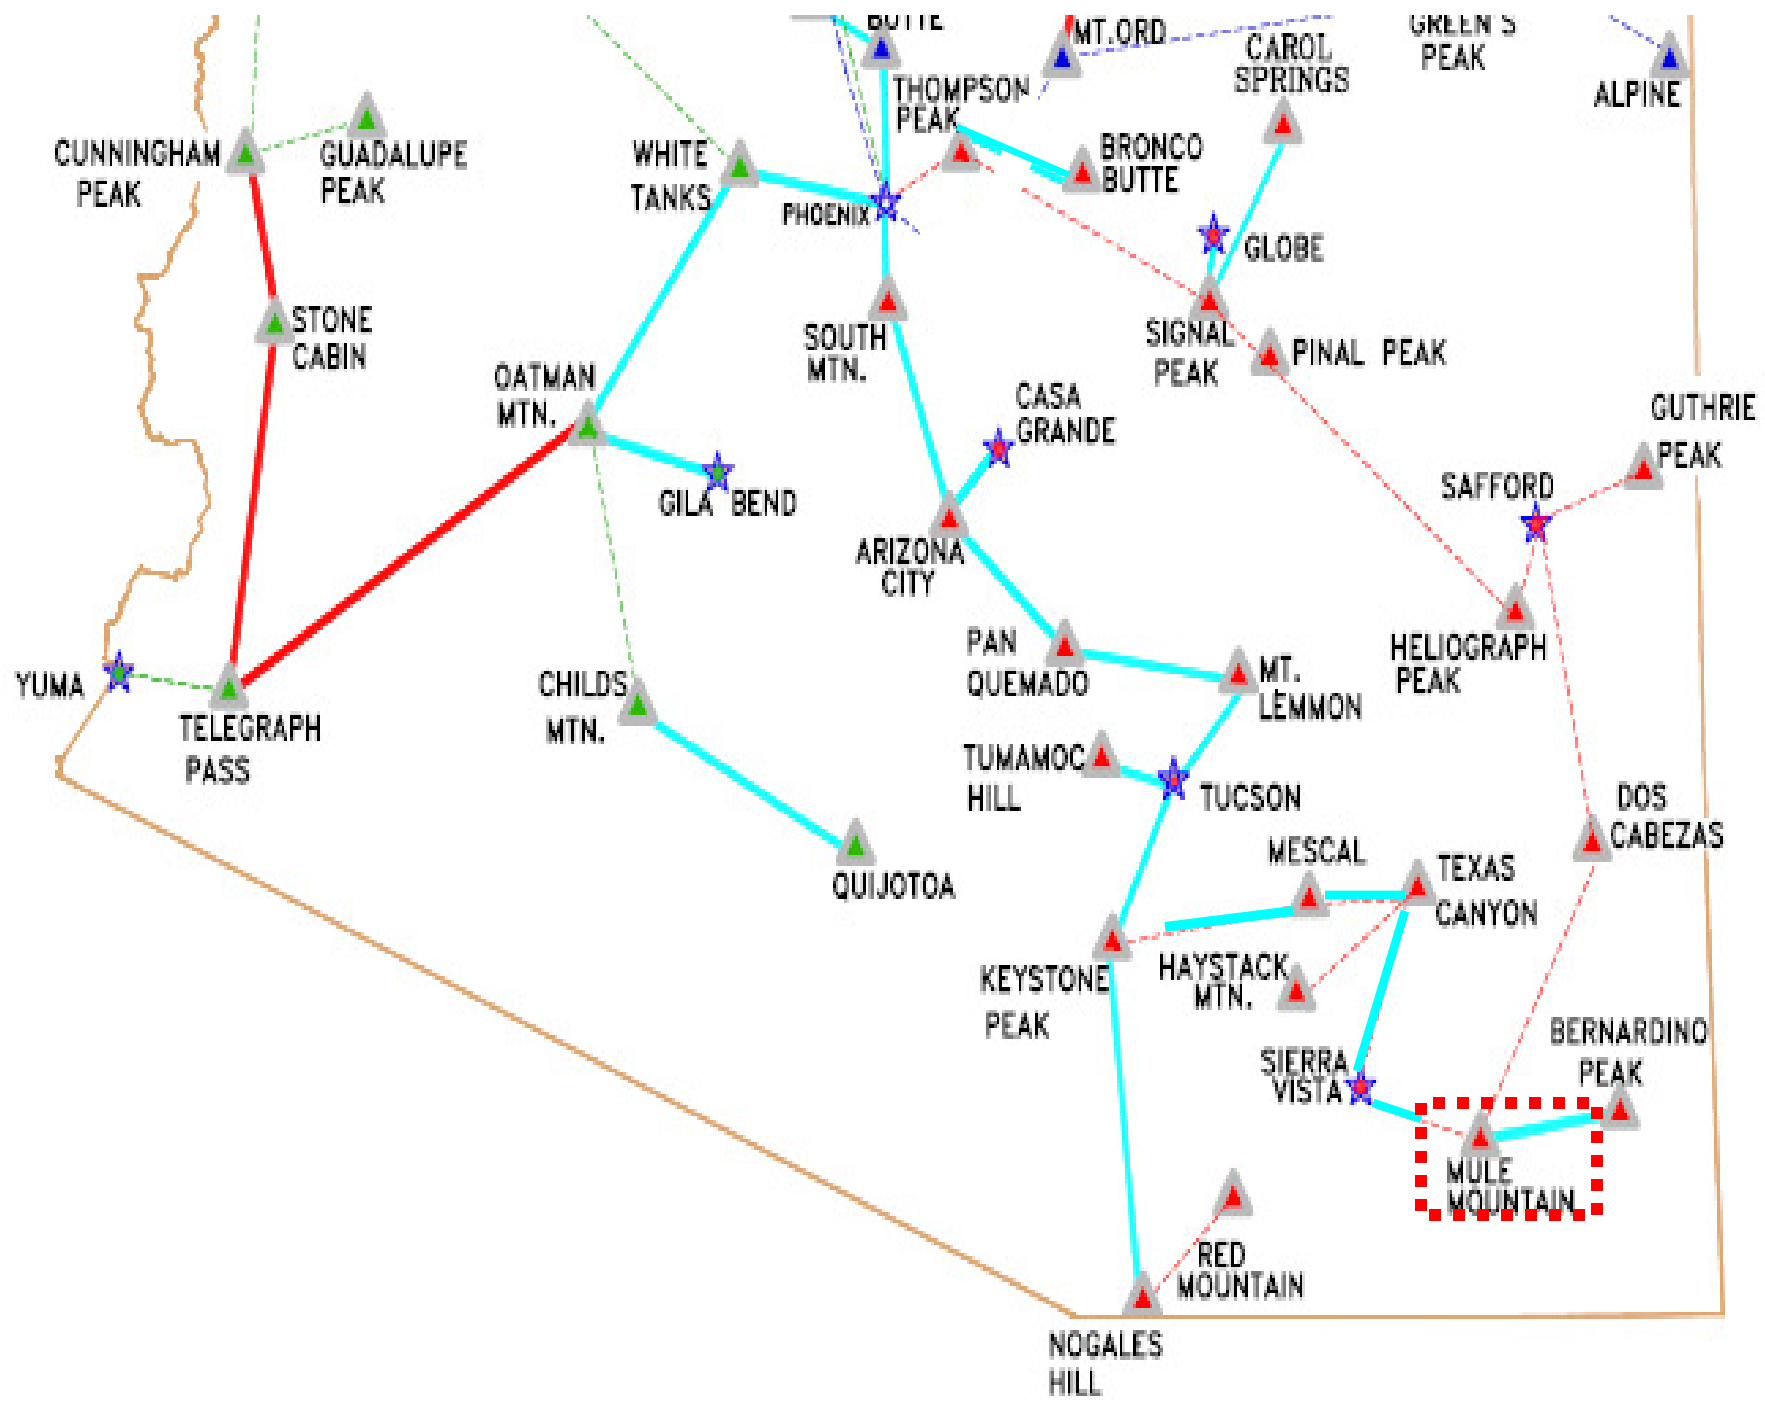 BUTTE
MT.ORD
GREEN'S
PEAK
CAROL
SPRINGS
ALPINE
THOMPSON
PEAK
BRONCO
BUTTE
CUNNINGHAM
PEAK
GUADALUPE
PEAK
WHITE
TANKS
PHOENIX
GLOBE
STONE
CABIN
SOUTH
MTN.
SIGNAL
PEAK
PINAL PEAK
OATMAN
MTN.
CASA
GRANDE
GUTHRIE
PEAK
GILA BEND
SAFFORD
ARIZONA
CITY
PAN
QUEMADO
MT.
LEMMON
HELIOGRAPH
PEAK
YUMA
TELEGRAPH
PASS
CHILDS
MTN.
TUMAMOC
HILL
TUCSON
DOS
CABEZAS
MESCAL
TEXAS
CANYON
QUIJOTOA
KEYSTONE
PEAK
HAYSTACK
MTN.
BERNARDINO
PEAK
SIERRA
VISTA
MULE
MOUNTAIN
RED
MOUNTAIN
NOGALES
HILL